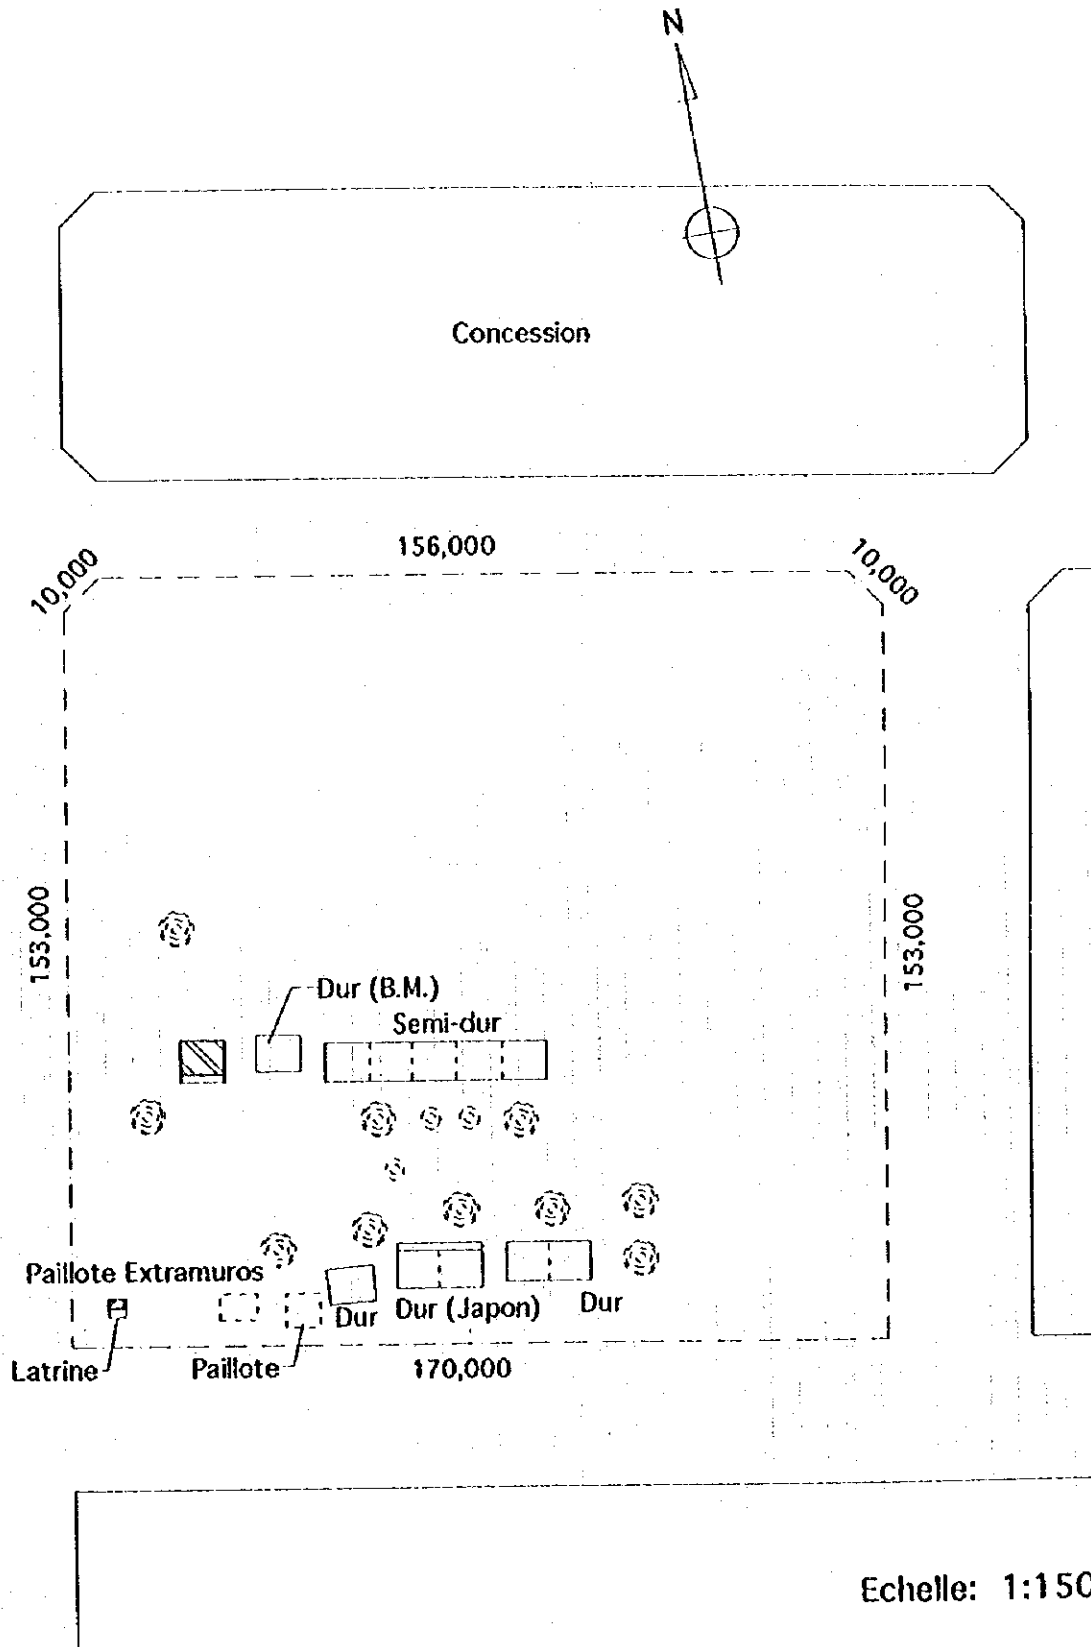 N
Concession
156,000
10,000
10,000
153,000
153,000
Dur (B.M.)
Semi-dur
Paillote Extramuros
Dur
Dur (Japon)
Dur
Latrine
Paillote
170,000
Echelle: 1:150